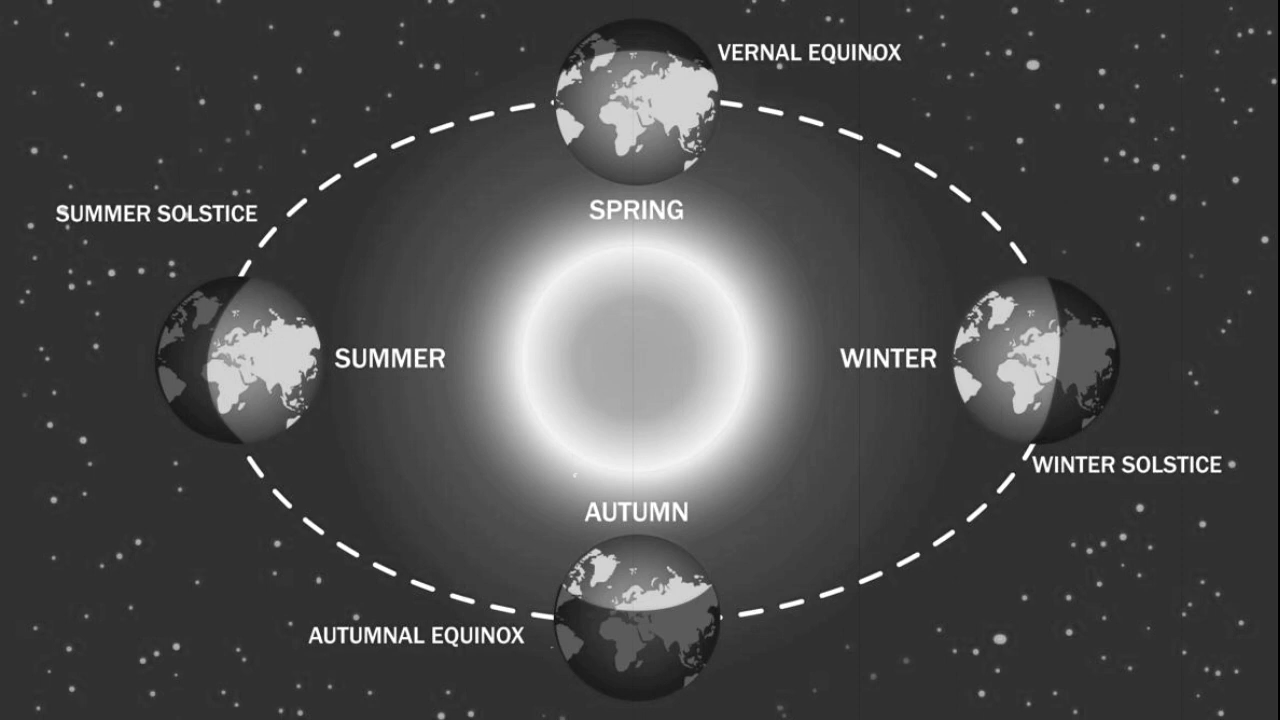 VERNAL EQUINOX
SPRING
SUMMER SOLSTICE
SUMMER
WINTER
WINTER SOLSTICE
AUTUMN
AUTUMNAL EQUINOX